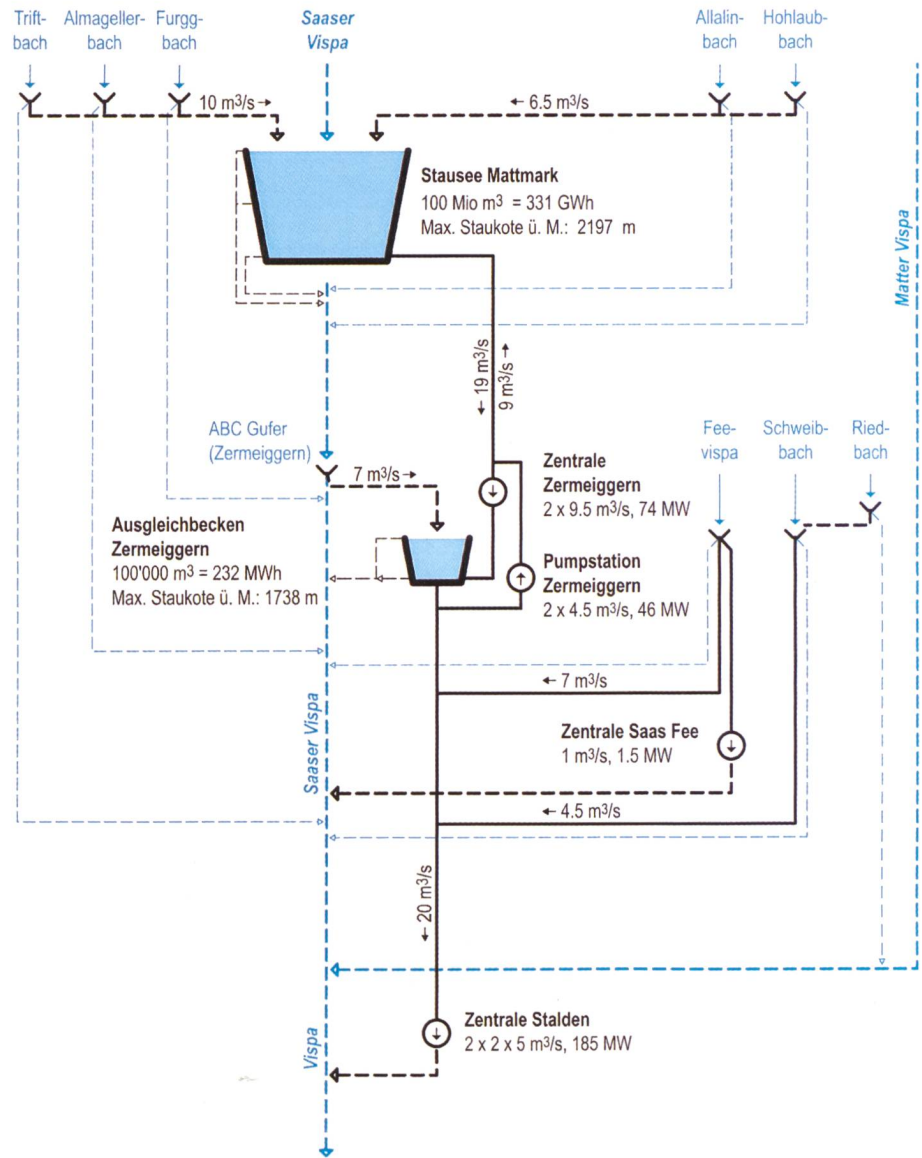 Trift-
bach
Almageller-
bach
Furgg-
bach
Saaser
Vispa
Allalin-
bach
Hohlaub-
bach
10 m³/s →
← 6.5 m³/s
Stausee Mattmark
100 Mio m³ = 331 GWh
Max. Staukote ü. M.: 2197 m
Matter Vispa
← 19 m³/s
9 m³/s →
ABC Gufer
(Zermeiggern)
7 m³/s →
Fee-
vispa
Schweib-
bach
Ried-
bach
Zentrale
Zermeiggern
2 x 9.5 m³/s, 74 MW
Ausgleichbecken
Zermeiggern
100'000 m³ = 232 MWh
Max. Staukote ü. M.: 1738 m
Pumpstation
Zermeiggern
2 x 4.5 m³/s, 46 MW
← 7 m³/s
Saaser Vispa
Zentrale Saas Fee
1 m³/s, 1.5 MW
← 4.5 m³/s
← 20 m³/s
Zentrale Stalden
2 x 2 x 5 m³/s, 185 MW
Vispa